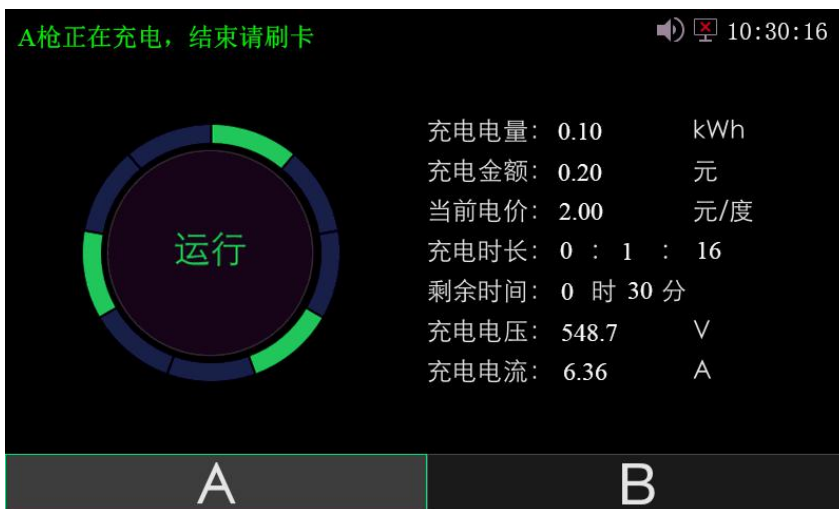 A枪正在充电，结束请刷卡
10:30:16
运行
充电电量：0.10 kWh
充电金额：0.20 元
当前电价：2.00 元/度
充电时长：0 : 1 : 16
剩余时间：0 时 30 分
充电电压：548.7 V
充电电流：6.36 A
A
B